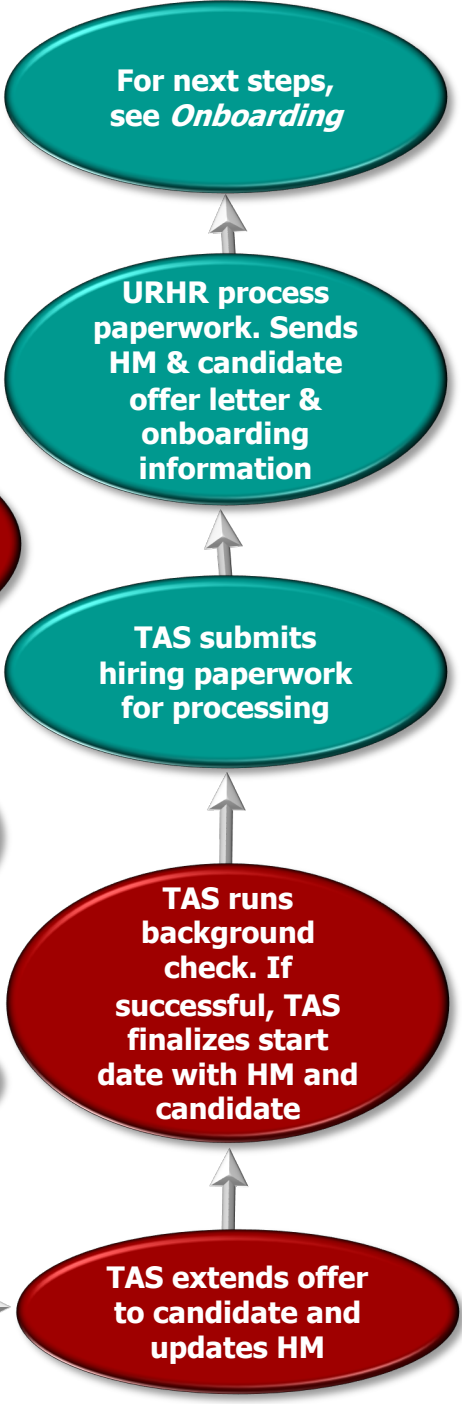 For next steps,
see Onboarding
URHR process
paperwork. Sends
HM & candidate
offer letter &
onboarding
information
TAS submits
hiring paperwork
for processing
TAS runs
background
check. If
successful, TAS
finalizes start
date with HM and
candidate
TAS extends offer
to candidate and
updates HM